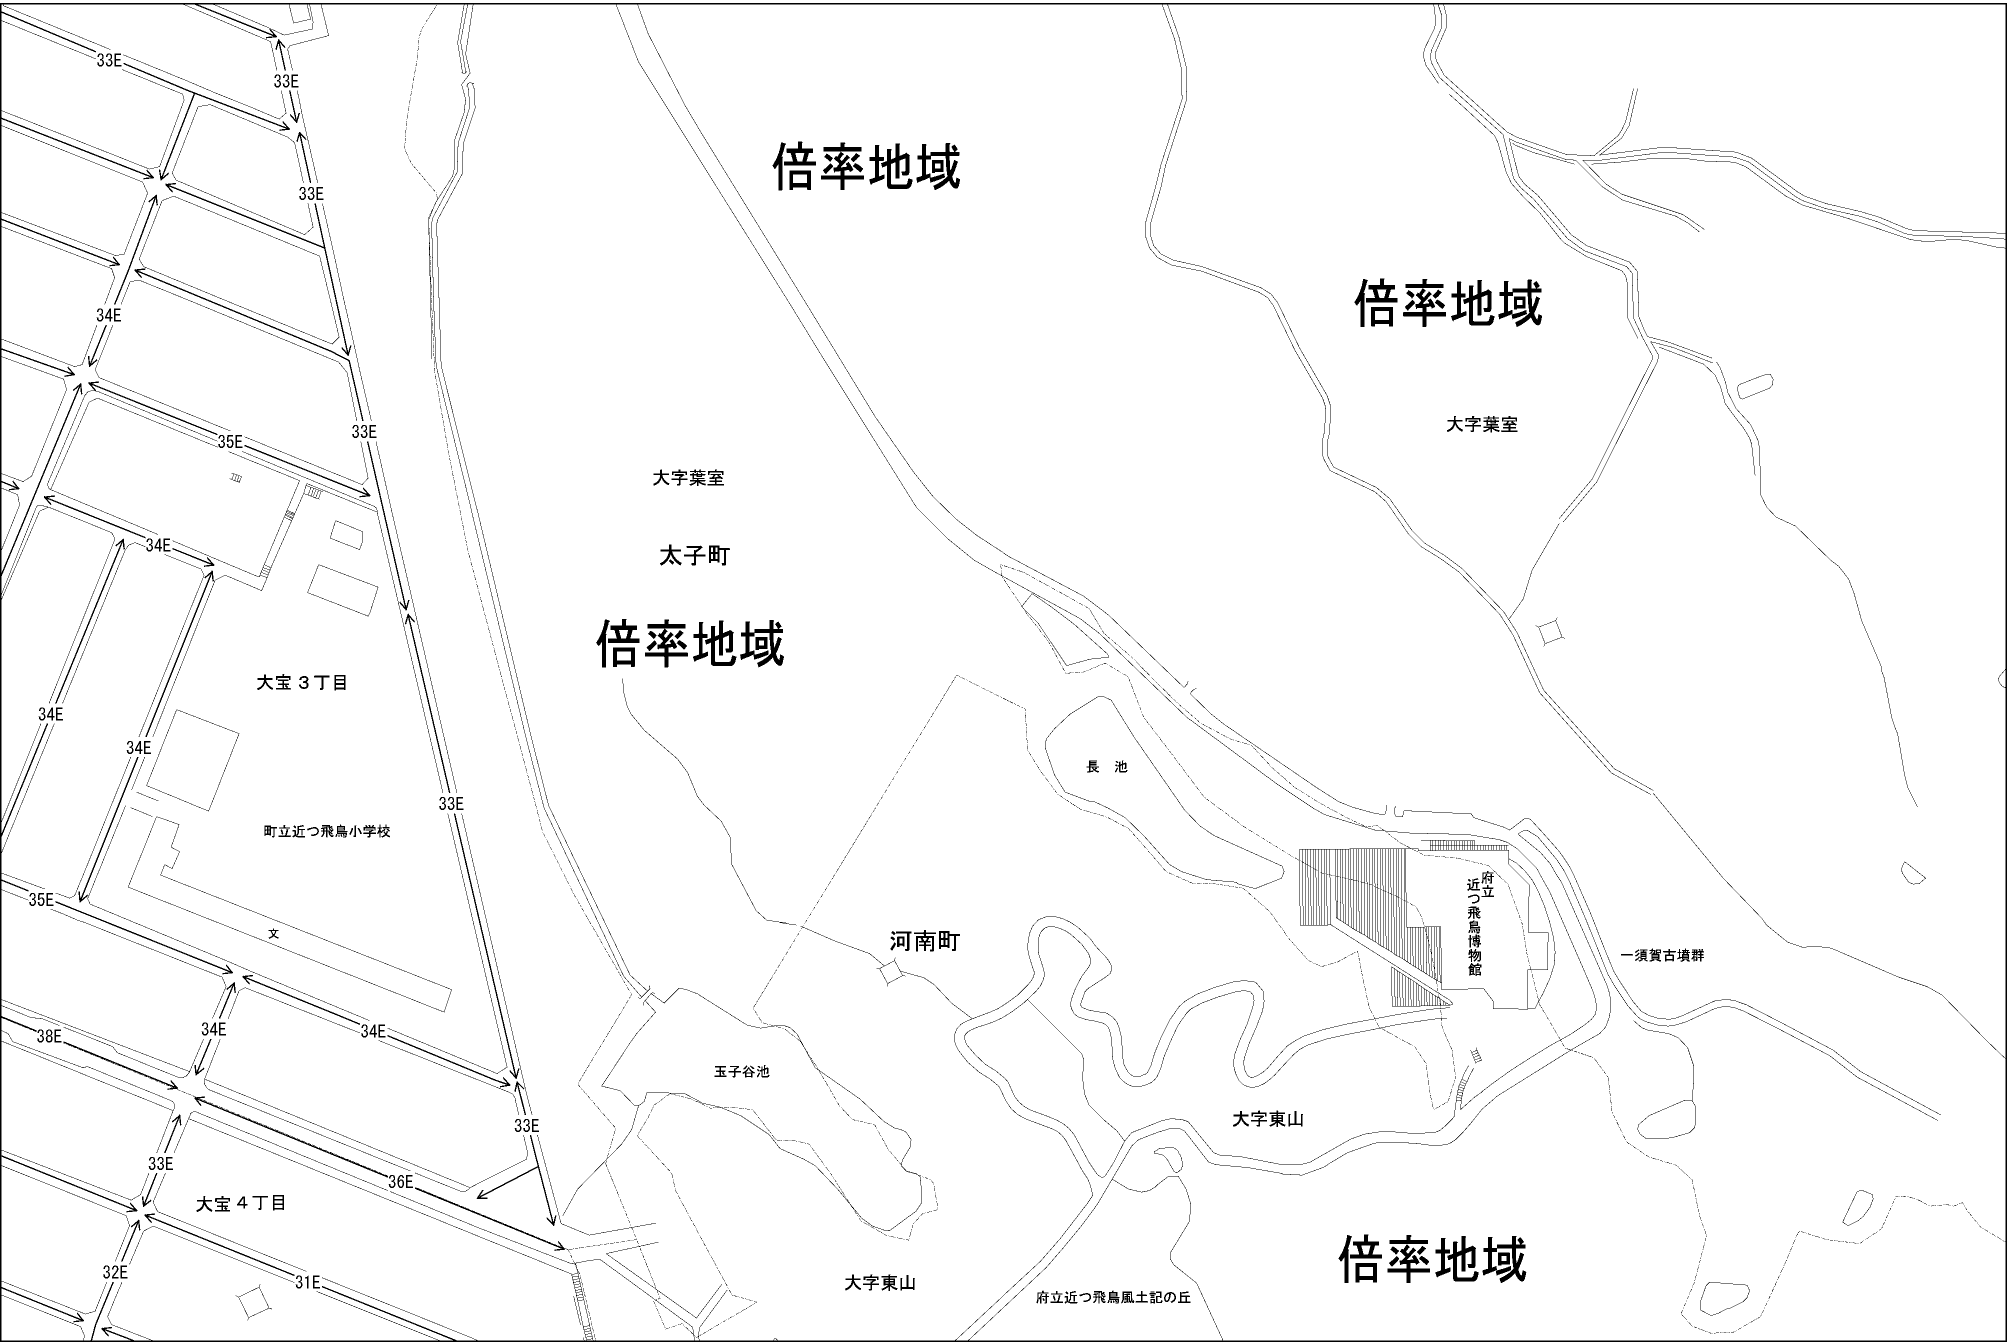 33E
33E
倍率地域
33E
倍率地域
34E
大字葉室
33E
35E
大字葉室
34E
太子町
倍率地域
大宝３丁目
34E
34E
長　池
33E
町立近つ飛鳥小学校
府立
近つ飛鳥博物館
35E
文
河南町
一須賀古墳群
34E
34E
38E
玉子谷池
大字東山
33E
33E
36E
大宝４丁目
倍率地域
32E
31E
大字東山
府立近つ飛鳥風土記の丘